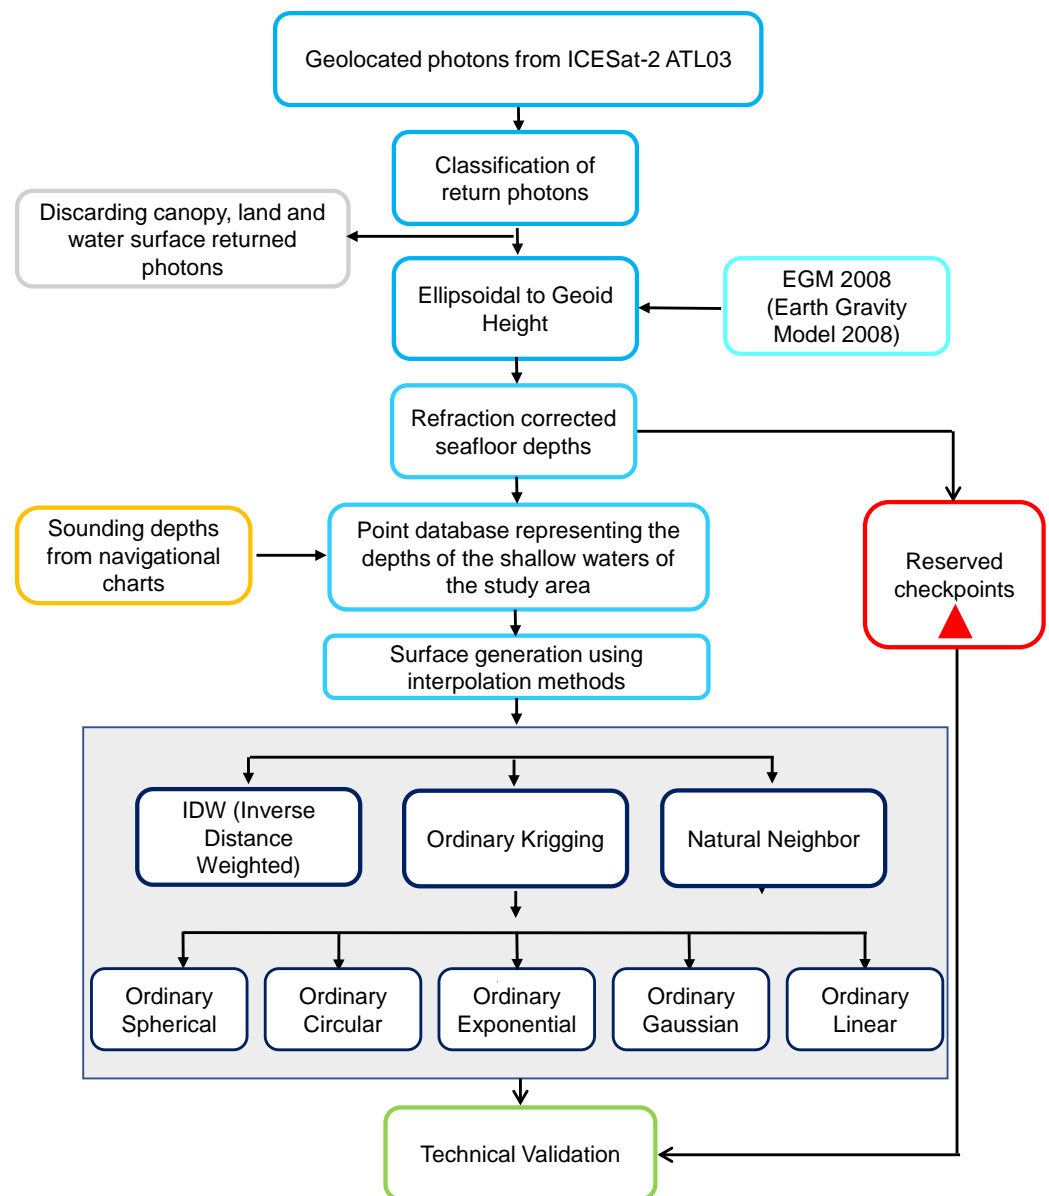 Geolocated photons from ICESat-2 ATL03
Classification of
return photons
Discarding canopy, land and
water surface returned
photons
Ellipsoidal to Geoid
Height
EGM 2008
(Earth Gravity
Model 2008)
Refraction corrected
seafloor depths
Sounding depths
from navigational
charts
Point database representing the
depths of the shallow waters of
the study area
Reserved
checkpoints
Surface generation using
interpolation methods
IDW (Inverse
Distance
Weighted)
Ordinary Krigging
Natural Neighbor
Ordinary
Spherical
Ordinary
Circular
Ordinary
Exponential
Ordinary
Gaussian
Ordinary
Linear
Technical Validation